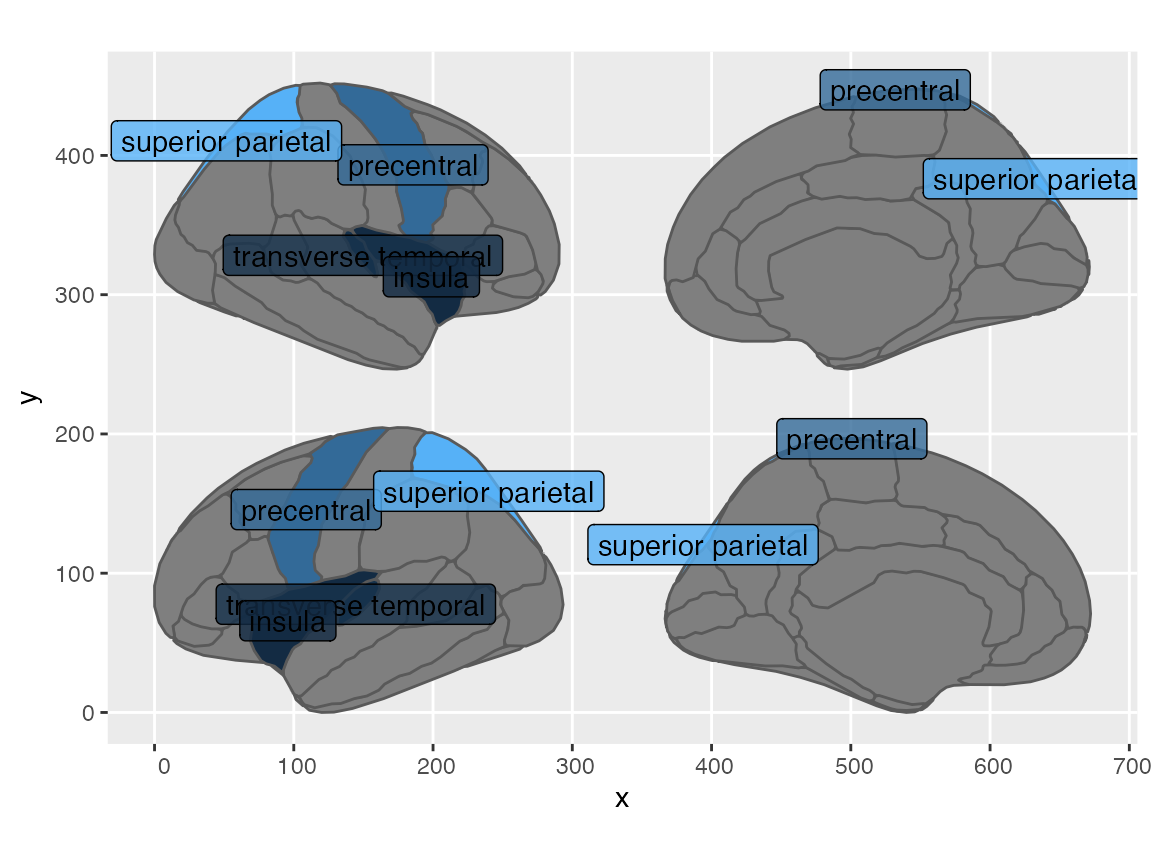 precentral
superior parietal
precentral
superior parieta
transverse temporal
insula
400
300
y
200
precentral
superior parietal
precentral
superior parietal
100
transverse temporal
insula
0
0 100 200 300 400 500 600 700
x